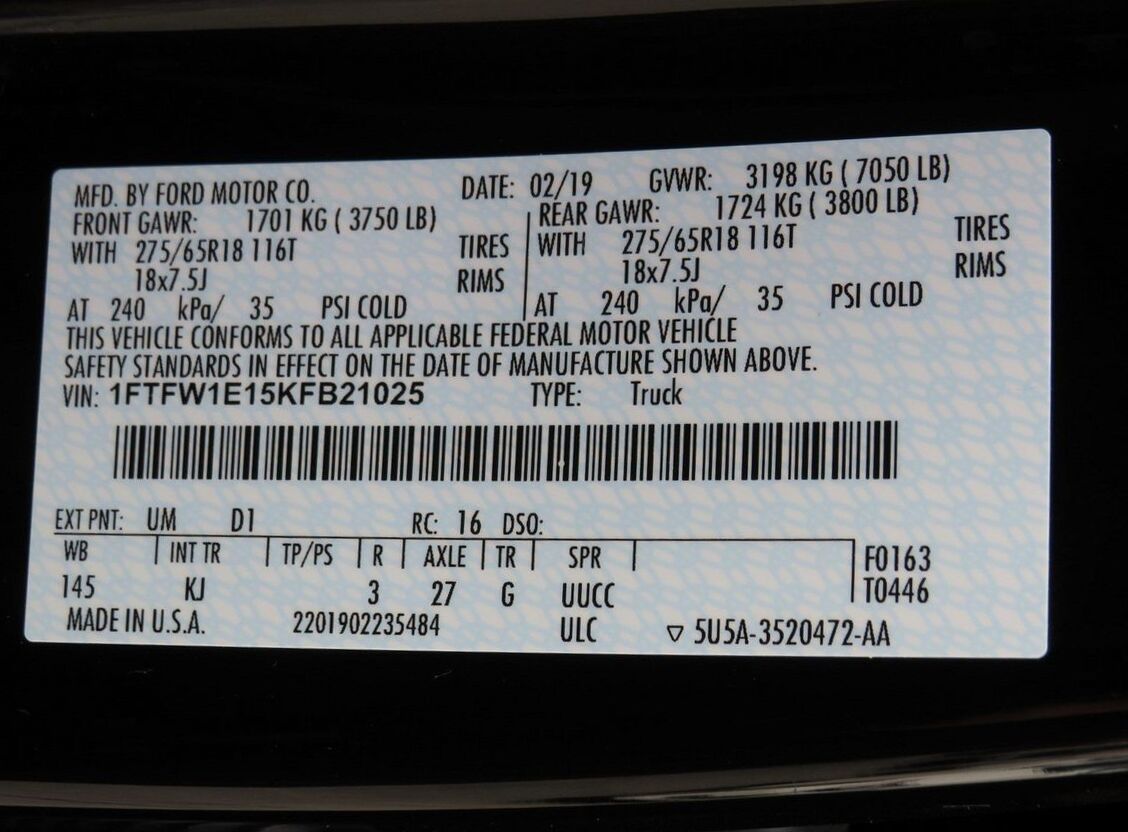 MFD. BY FORD MOTOR CO. DATE: 02/19 GVWR: 3198 KG ( 7050 LB)
FRONT GAWR: 1701 KG ( 3750 LB) REAR GAWR: 1724 KG ( 3800 LB)
WITH 275/65R18 116T TIRES WITH 275/65R18 116T TIRES
18x7.5J RIMS 18x7.5J RIMS
AT 240 kPa/ 35 PSI COLD AT 240 kPa/ 35 PSI COLD
THIS VEHICLE CONFORMS TO ALL APPLICABLE FEDERAL MOTOR VEHICLE
SAFETY STANDARDS IN EFFECT ON THE DATE OF MANUFACTURE SHOWN ABOVE.
VIN: 1FTFW1E15KFB21025 TYPE: Truck
EXT PNT: UM D1 RC: 16 DSO:
WB INT TR TP/PS R AXLE TR SPR F0163
145 KJ 3 27 G UUCC T0446
MADE IN U.S.A. 2201902235484 ULC ▽ 5U5A-3520472-AA